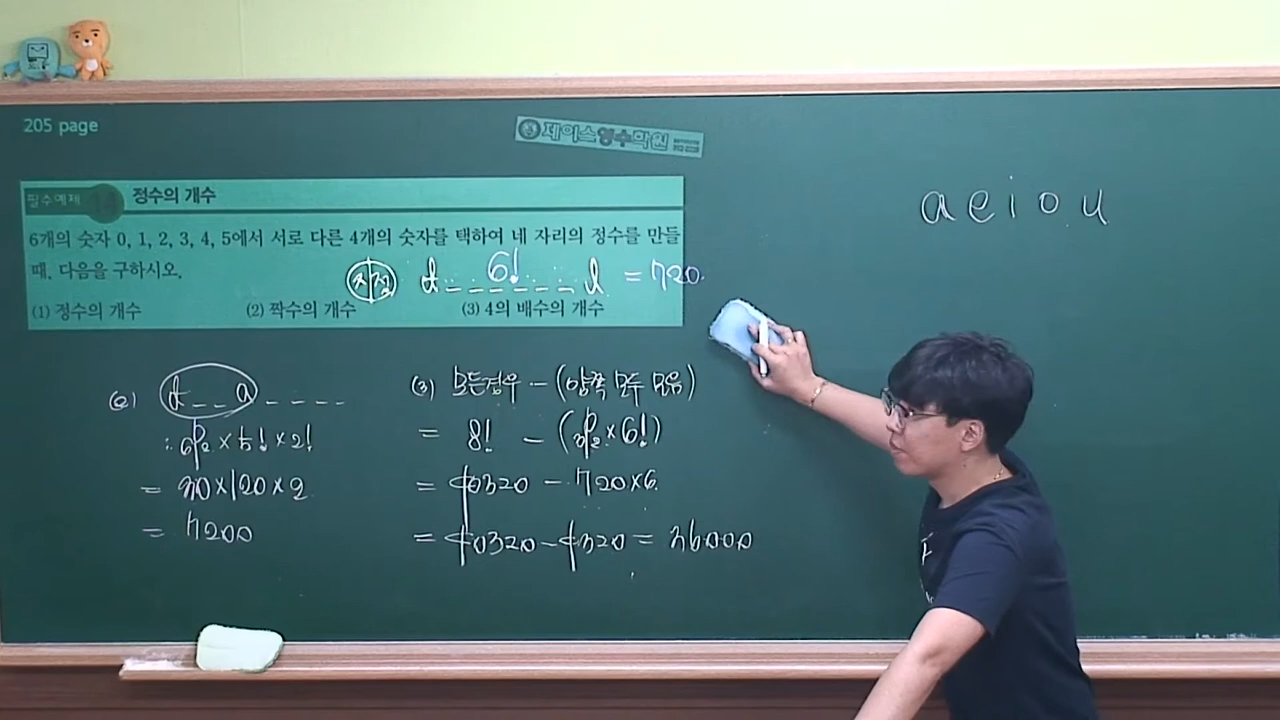 205 page
제이스영수학원
필수예제 정수의 개수
6개의 숫자 0, 1, 2, 3, 4, 5에서 서로 다른 4개의 숫자를 택하여 네 자리의 정수를 만들
때, 다음을 구하시오.
(1) 정수의 개수 (2) 짝수의 개수 (3) 4의 배수의 개수
지정 d _ _ 6! _ _ _ l = 720
a e i o u
(2) d _ _ a _ _ _ _
∴ ₆P₂ × 5! × 2!
= 30 × 120 × 2
= 7200
(3) 모든경우 - (양쪽 모두 모음)
= 8! - (₃P₂ × 6!)
= 40320 - 720 × 6
= 40320 - 4320 = 36000